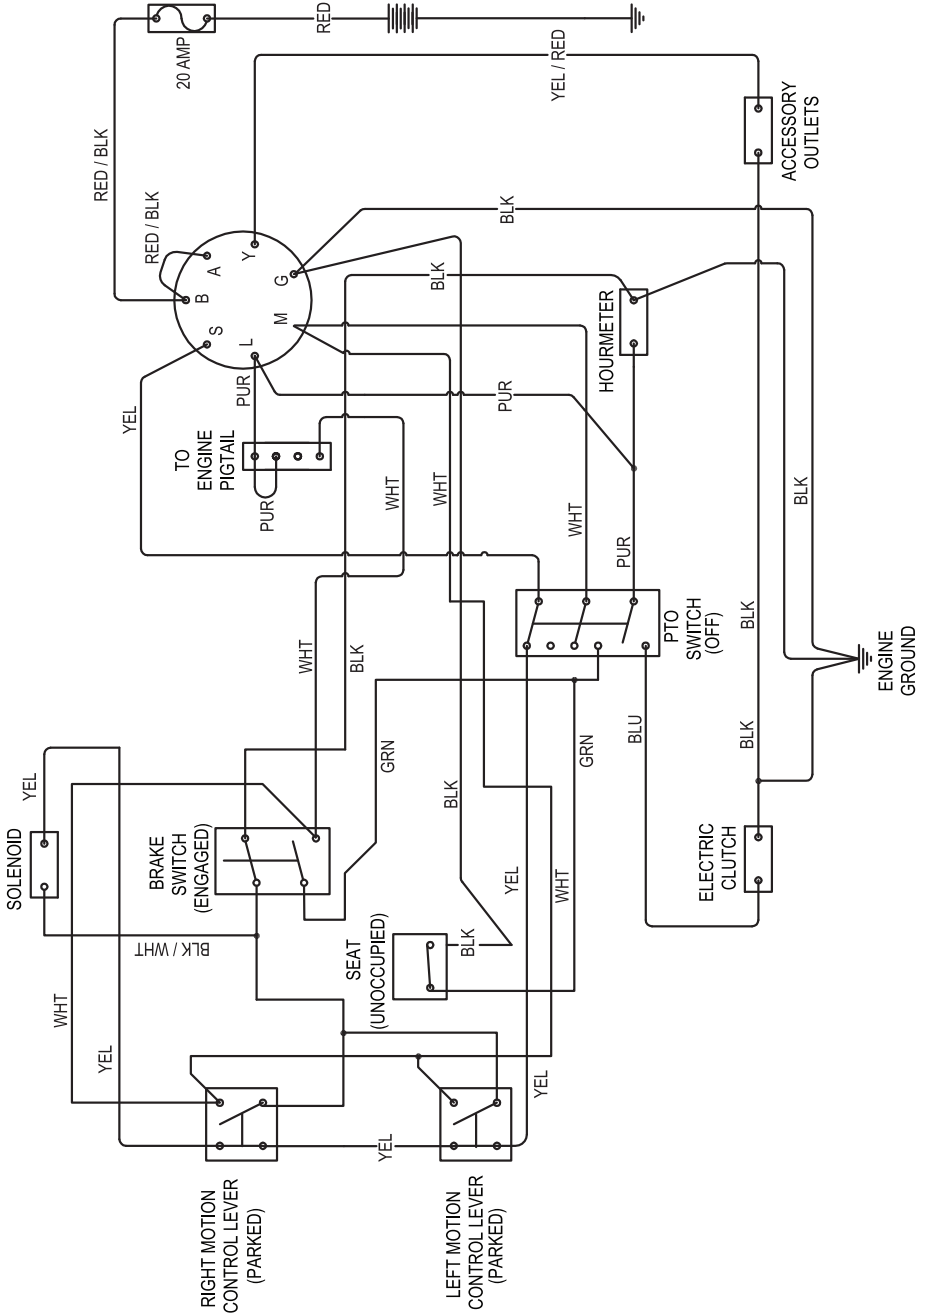 RED
20 AMP
RED / BLK
RED / BLK
YEL / RED
ACCESSORY
OUTLETS
BLK
BLK
A
B
S
L
Y
G
M
HOURMETER
YEL
PUR
PUR
TO
ENGINE
PIGTAIL
PUR
WHT
WHT
WHT
PUR
BLK
BLK
PTO
SWITCH
(OFF)
ENGINE
GROUND
WHT
BLK
GRN
GRN
BLU
BLK
YEL
SOLENOID
BRAKE
SWITCH
(ENGAGED)
BLK
YEL
WHT
ELECTRIC
CLUTCH
BLK / WHT
SEAT
(UNOCCUPIED)
BLK
WHT
YEL
YEL
YEL
RIGHT MOTION
CONTROL LEVER
(PARKED)
LEFT MOTION
CONTROL LEVER
(PARKED)